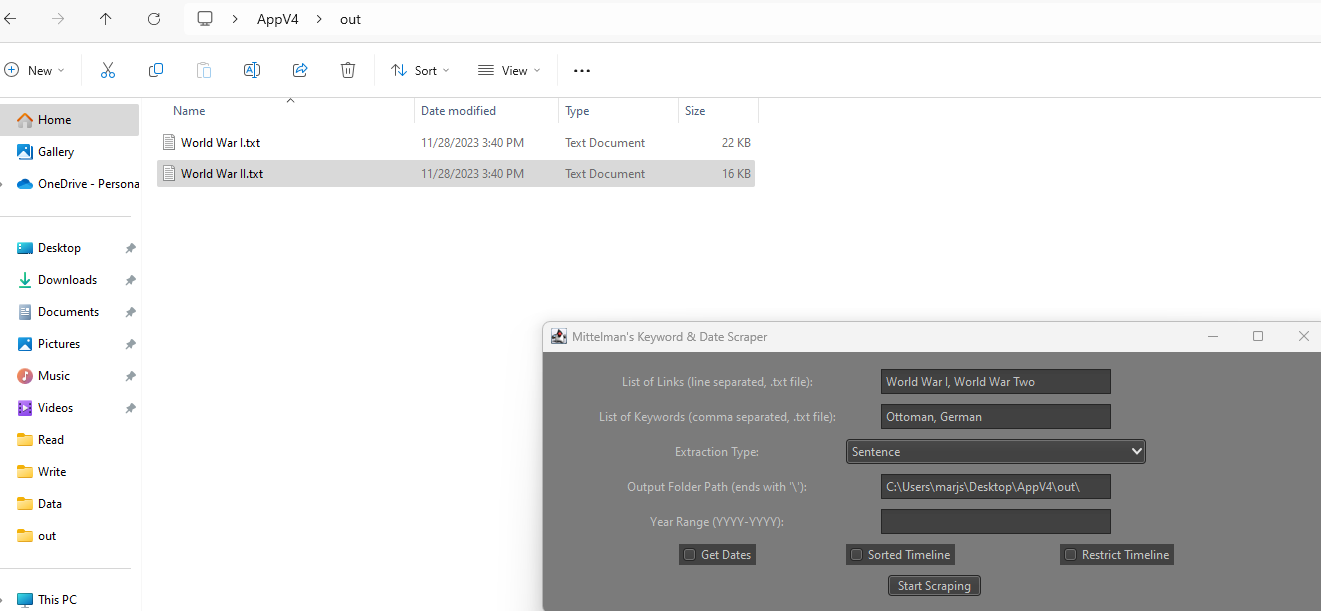 AppV4 > out
New
Sort
View
Name Date modified Type Size
World War I.txt 11/28/2023 3:40 PM Text Document 22 KB
World War II.txt 11/28/2023 3:40 PM Text Document 16 KB
Home
Gallery
OneDrive - Persona
Desktop
Downloads
Documents
Pictures
Music
Videos
Read
Write
Data
out
This PC
Mittelman's Keyword & Date Scraper
List of Links (line separated, .txt file): World War I, World War Two
List of Keywords (comma separated, .txt file): Ottoman, German
Extraction Type: Sentence
Output Folder Path (ends with '\'): C:\Users\marjs\Desktop\AppV4\out\
Year Range (YYYY-YYYY):
Get Dates Sorted Timeline Restrict Timeline
Start Scraping